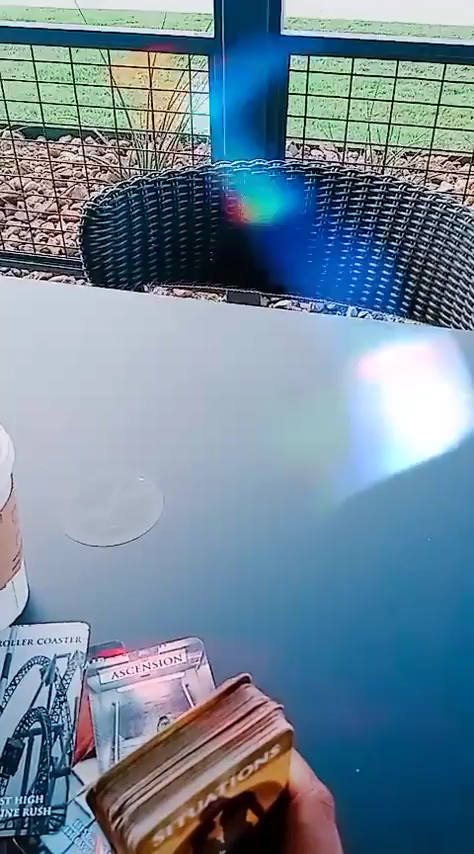 ROLLER COASTER
ASCENSION
ST HIGH
INE RUSH
SITUATIONS